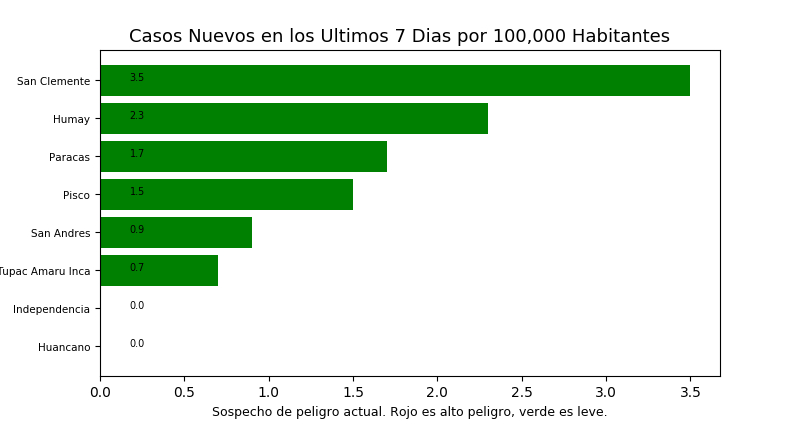 Casos Nuevos en los Ultimos 7 Dias por 100,000 Habitantes
San Clemente 3.5
Humay 2.3
Paracas 1.7
Pisco 1.5
San Andres 0.9
Tupac Amaru Inca 0.7
Independencia 0.0
Huancano 0.0
0.0 0.5 1.0 1.5 2.0 2.5 3.0 3.5
Sospecho de peligro actual. Rojo es alto peligro, verde es leve.